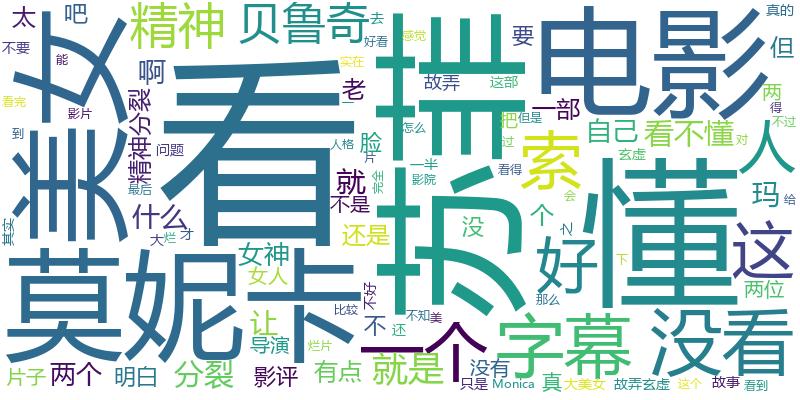 太
吧
精神
贝鲁奇
去
感觉
真的
不要
好看
要
电影
但
能
啊
实在
苏菲
故弄
这部
看完
影片
老
一
一部
两
美女
看
把
得
到
精神分裂
怎么
但是
自己
看不懂
人
不过
问题
脸
片
过
对
人格
一半
看得
索
玄虚
最后
就
完全
影院
懂
玛
给
什么
不是
会
其实
大
烂
才
还是
没
个
之
好
这
莫妮卡
女神
下
女人
不好
那么
两位
让
比较
不
还
不知
美
一个
字幕
没看
导演
烂片
片子
两个
明白
分裂
影评
有点
就是
没有
只是
Monica
真
大美女
故弄玄虚
这个
故事
看到